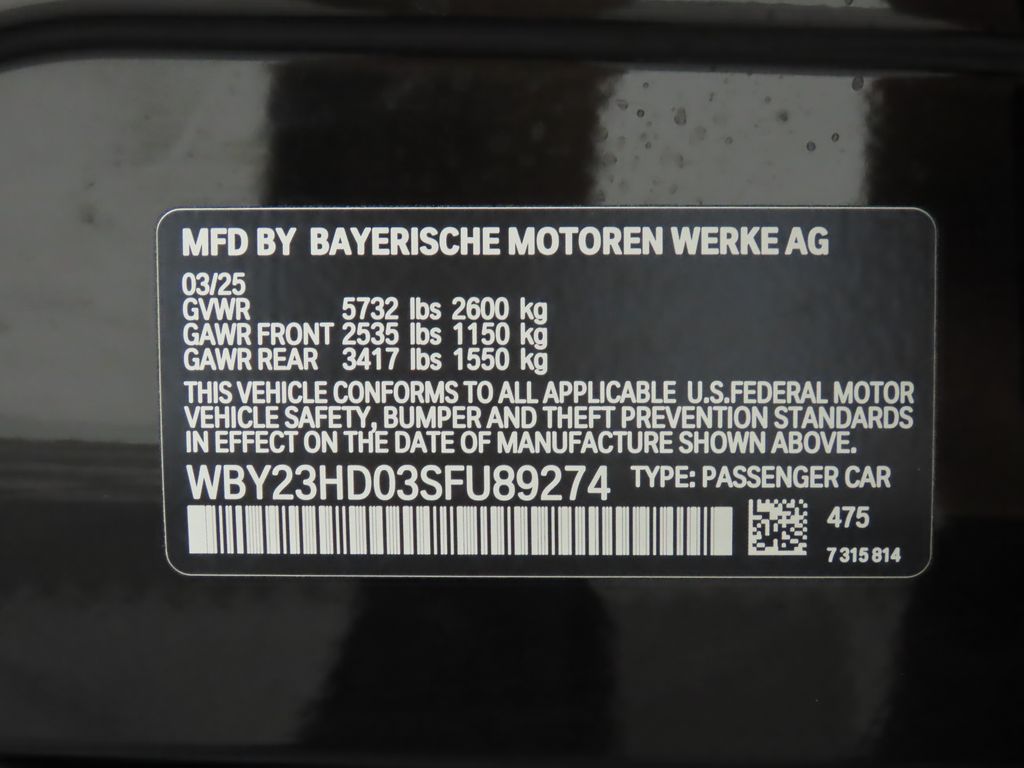 MFD BY BAYERISCHE MOTOREN WERKE AG
03/25
GVWR 5732 lbs 2600 kg
GAWR FRONT 2535 lbs 1150 kg
GAWR REAR 3417 lbs 1550 kg
THIS VEHICLE CONFORMS TO ALL APPLICABLE U.S.FEDERAL MOTOR
VEHICLE SAFETY, BUMPER AND THEFT PREVENTION STANDARDS
IN EFFECT ON THE DATE OF MANUFACTURE SHOWN ABOVE.
WBY23HD03SFU89274 TYPE: PASSENGER CAR
475
7 315 814